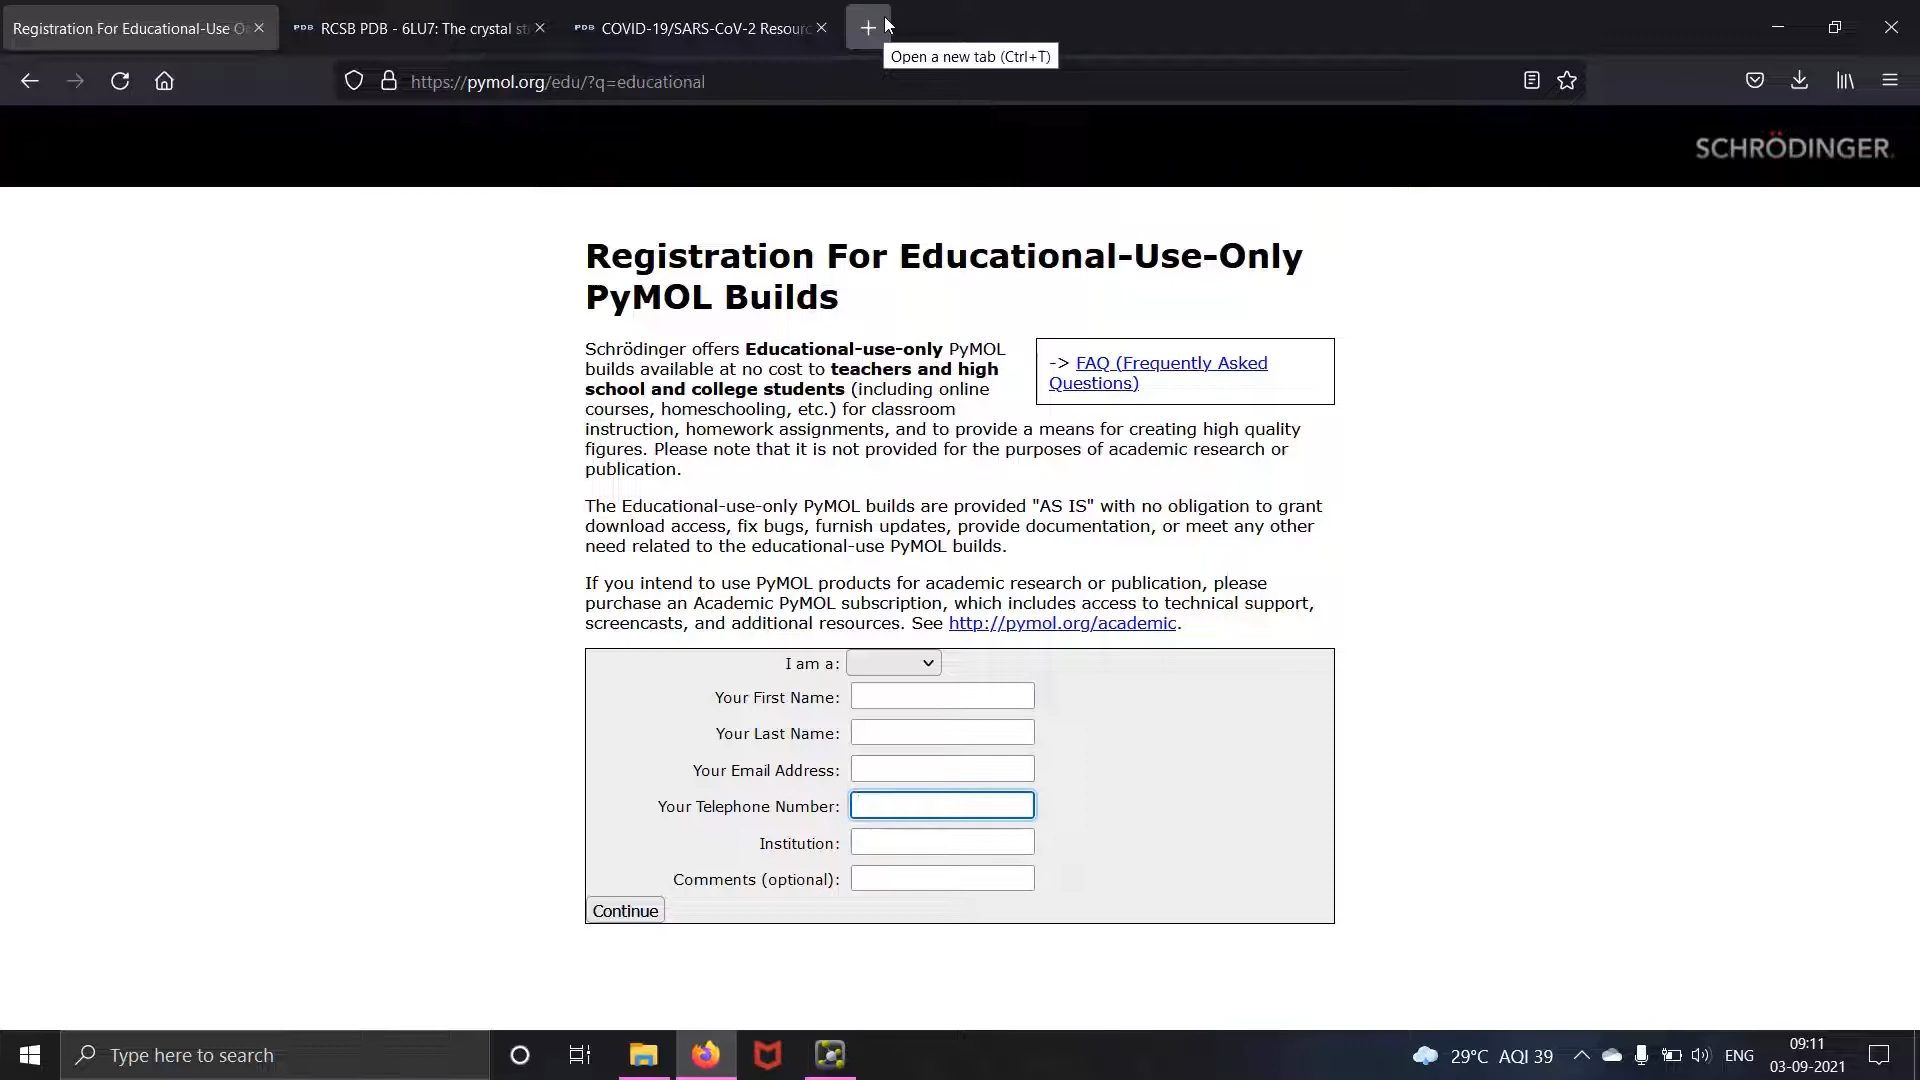 Registration For Educational-Use O
PDB RCSB PDB - 6LU7: The crystal st
PDB COVID-19/SARS-CoV-2 Resourc
Open a new tab (Ctrl+T)
https://pymol.org/edu/?q=educational
SCHRÖDINGER.
Registration For Educational-Use-Only
PyMOL Builds
Schrödinger offers Educational-use-only PyMOL
builds available at no cost to teachers and high
school and college students (including online
courses, homeschooling, etc.) for classroom
instruction, homework assignments, and to provide a means for creating high quality
figures. Please note that it is not provided for the purposes of academic research or
publication.
-> FAQ (Frequently Asked
Questions)
The Educational-use-only PyMOL builds are provided "AS IS" with no obligation to grant
download access, fix bugs, furnish updates, provide documentation, or meet any other
need related to the educational-use PyMOL builds.
If you intend to use PyMOL products for academic research or publication, please
purchase an Academic PyMOL subscription, which includes access to technical support,
screencasts, and additional resources. See http://pymol.org/academic.
I am a:
Your First Name:
Your Last Name:
Your Email Address:
Your Telephone Number:
Institution:
Comments (optional):
Continue
Type here to search
29°C AQI 39
ENG
09:11
03-09-2021